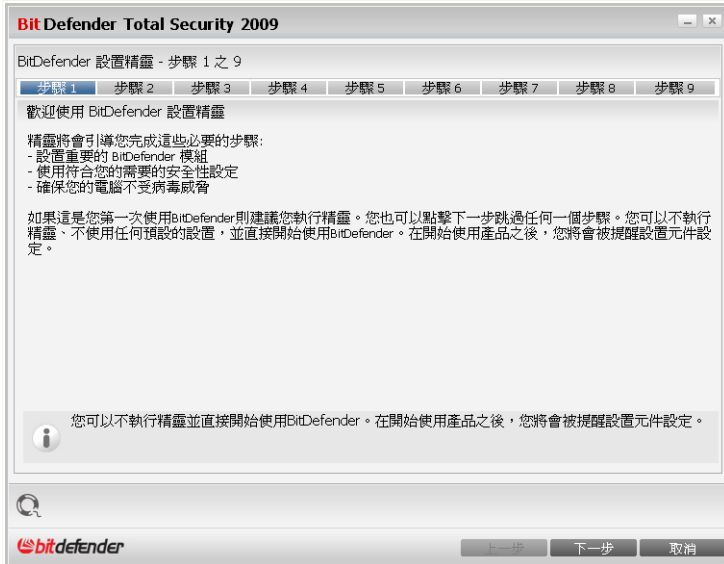 BitDefender Total Security 2009
BitDefender 設置精靈 - 步驟 1 之 9
步驟 1 步驟 2 步驟 3 步驟 4 步驟 5 步驟 6 步驟 7 步驟 8 步驟 9
歡迎使用 BitDefender 設置精靈
精靈將會引導您完成這些必要的步驟:
- 設置重要的 BitDefender 模組
- 使用符合您的需要的安全性設定
- 確保您的電腦不受病毒威脅
如果這是您第一次使用BitDefender則建議您執行精靈。您也可以點擊下一步跳過任何一個步驟。您可以不執行
精靈、不使用任何預設的設置，並直接開始使用BitDefender。在開始使用產品之後，您將會被提醒設置元件設
定。
您可以不執行精靈並直接開始使用BitDefender。在開始使用產品之後，您將會被提醒設置元件設定。
bitdefender
上一步 下一步 取消